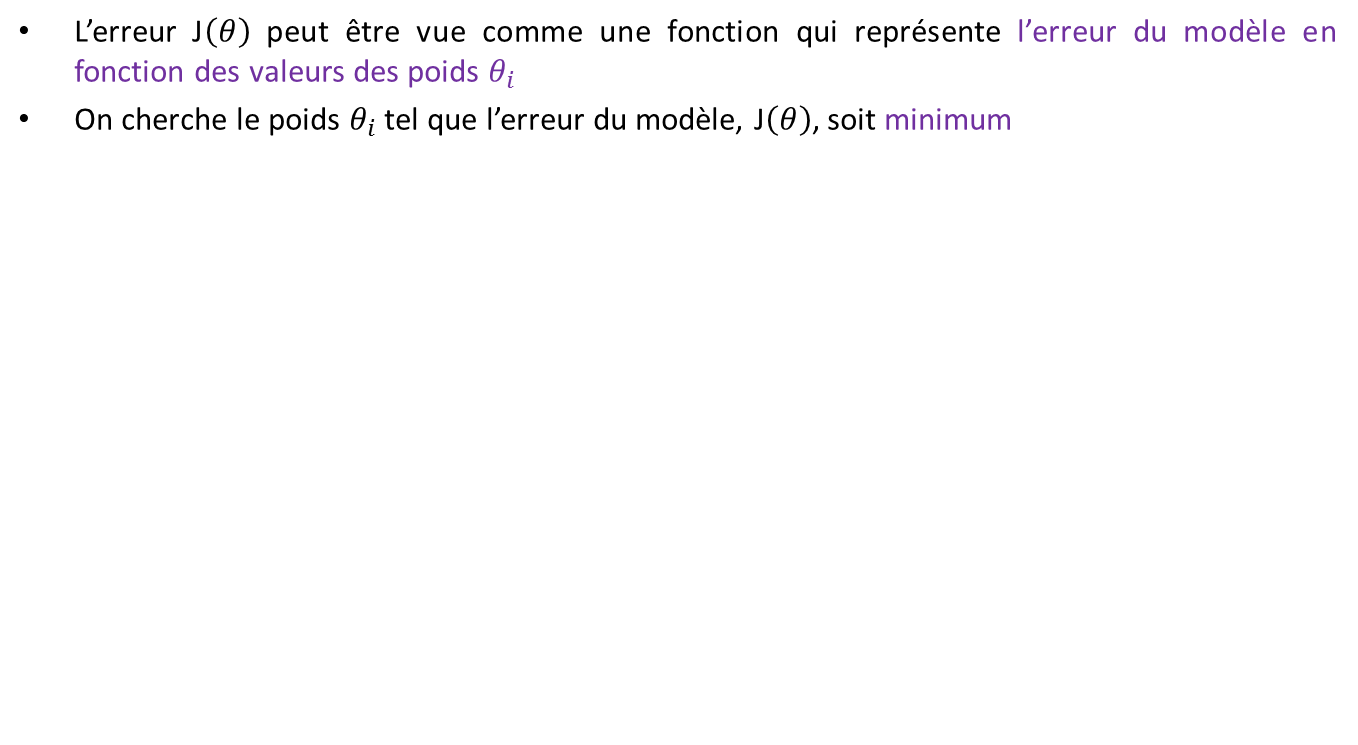 • L’erreur J(θ) peut être vue comme une fonction qui représente l’erreur du modèle en
fonction des valeurs des poids θᵢ
• On cherche le poids θᵢ tel que l’erreur du modèle, J(θ), soit minimum